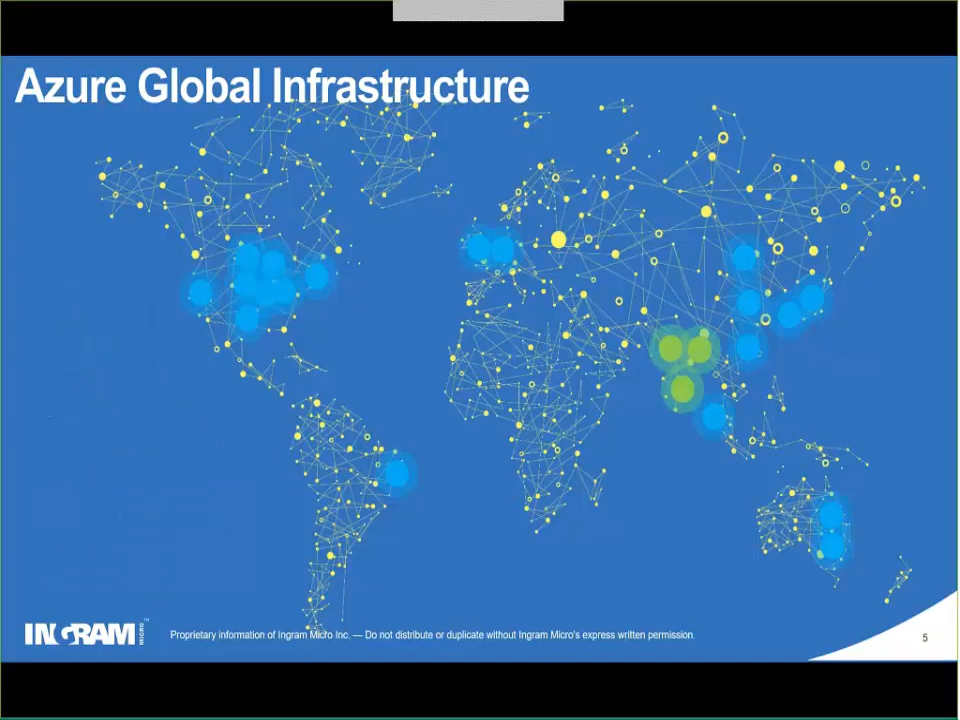 Azure Global Infrastructure
INGRAM
MICRO
TM
Proprietary information of Ingram Micro Inc. — Do not distribute or duplicate without Ingram Micro's express written permission.
5